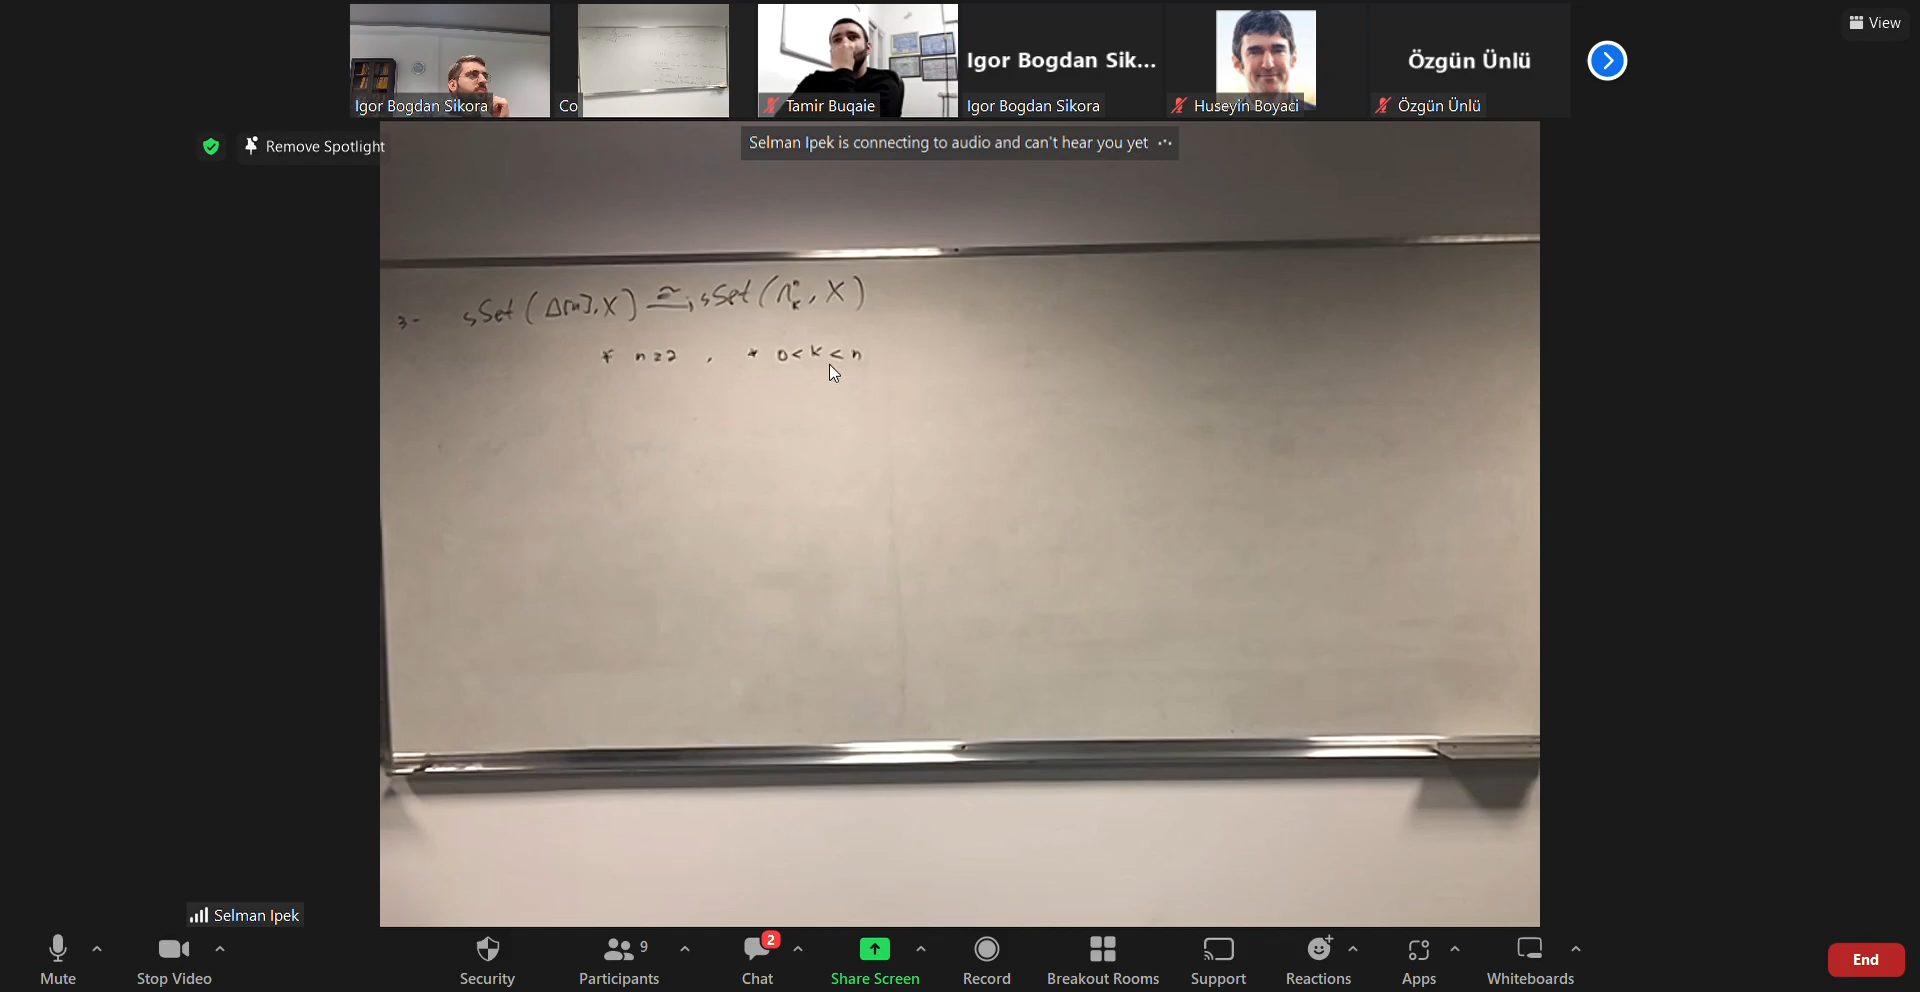 View
Igor Bogdan Sikora
Co
Tamir Buqaie
Igor Bogdan Sik...
Igor Bogdan Sikora
Huseyin Boyaci
Özgün Ünlü
Özgün Ünlü
Remove Spotlight
Selman Ipek is connecting to audio and can't hear you yet
3- sSet(Δ[n], X) ≅→ sSet(Λⁿₖ, X)
* n≥2 , * 0<k<n
Selman Ipek
Mute
Stop Video
Security
9
Participants
2
Chat
Share Screen
Record
Breakout Rooms
Support
Reactions
Apps
Whiteboards
End